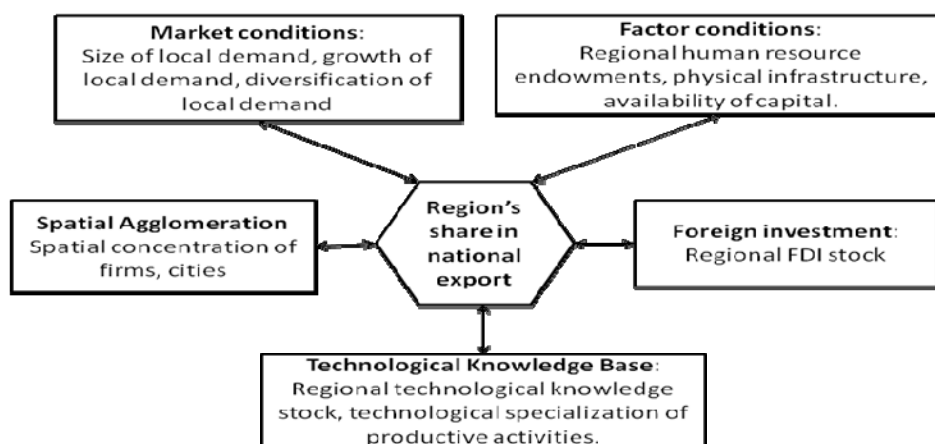 Market conditions:
Size of local demand, growth of
local demand, diversification of
local demand
Factor conditions:
Regional human resource
endowments, physical infrastructure,
availability of capital.
Spatial Agglomeration
Spatial concentration of
firms, cities
Region's
share in
national
export
Foreign investment:
Regional FDI stock
Technological Knowledge Base:
Regional technological knowledge
stock, technological specialization of
productive activities.